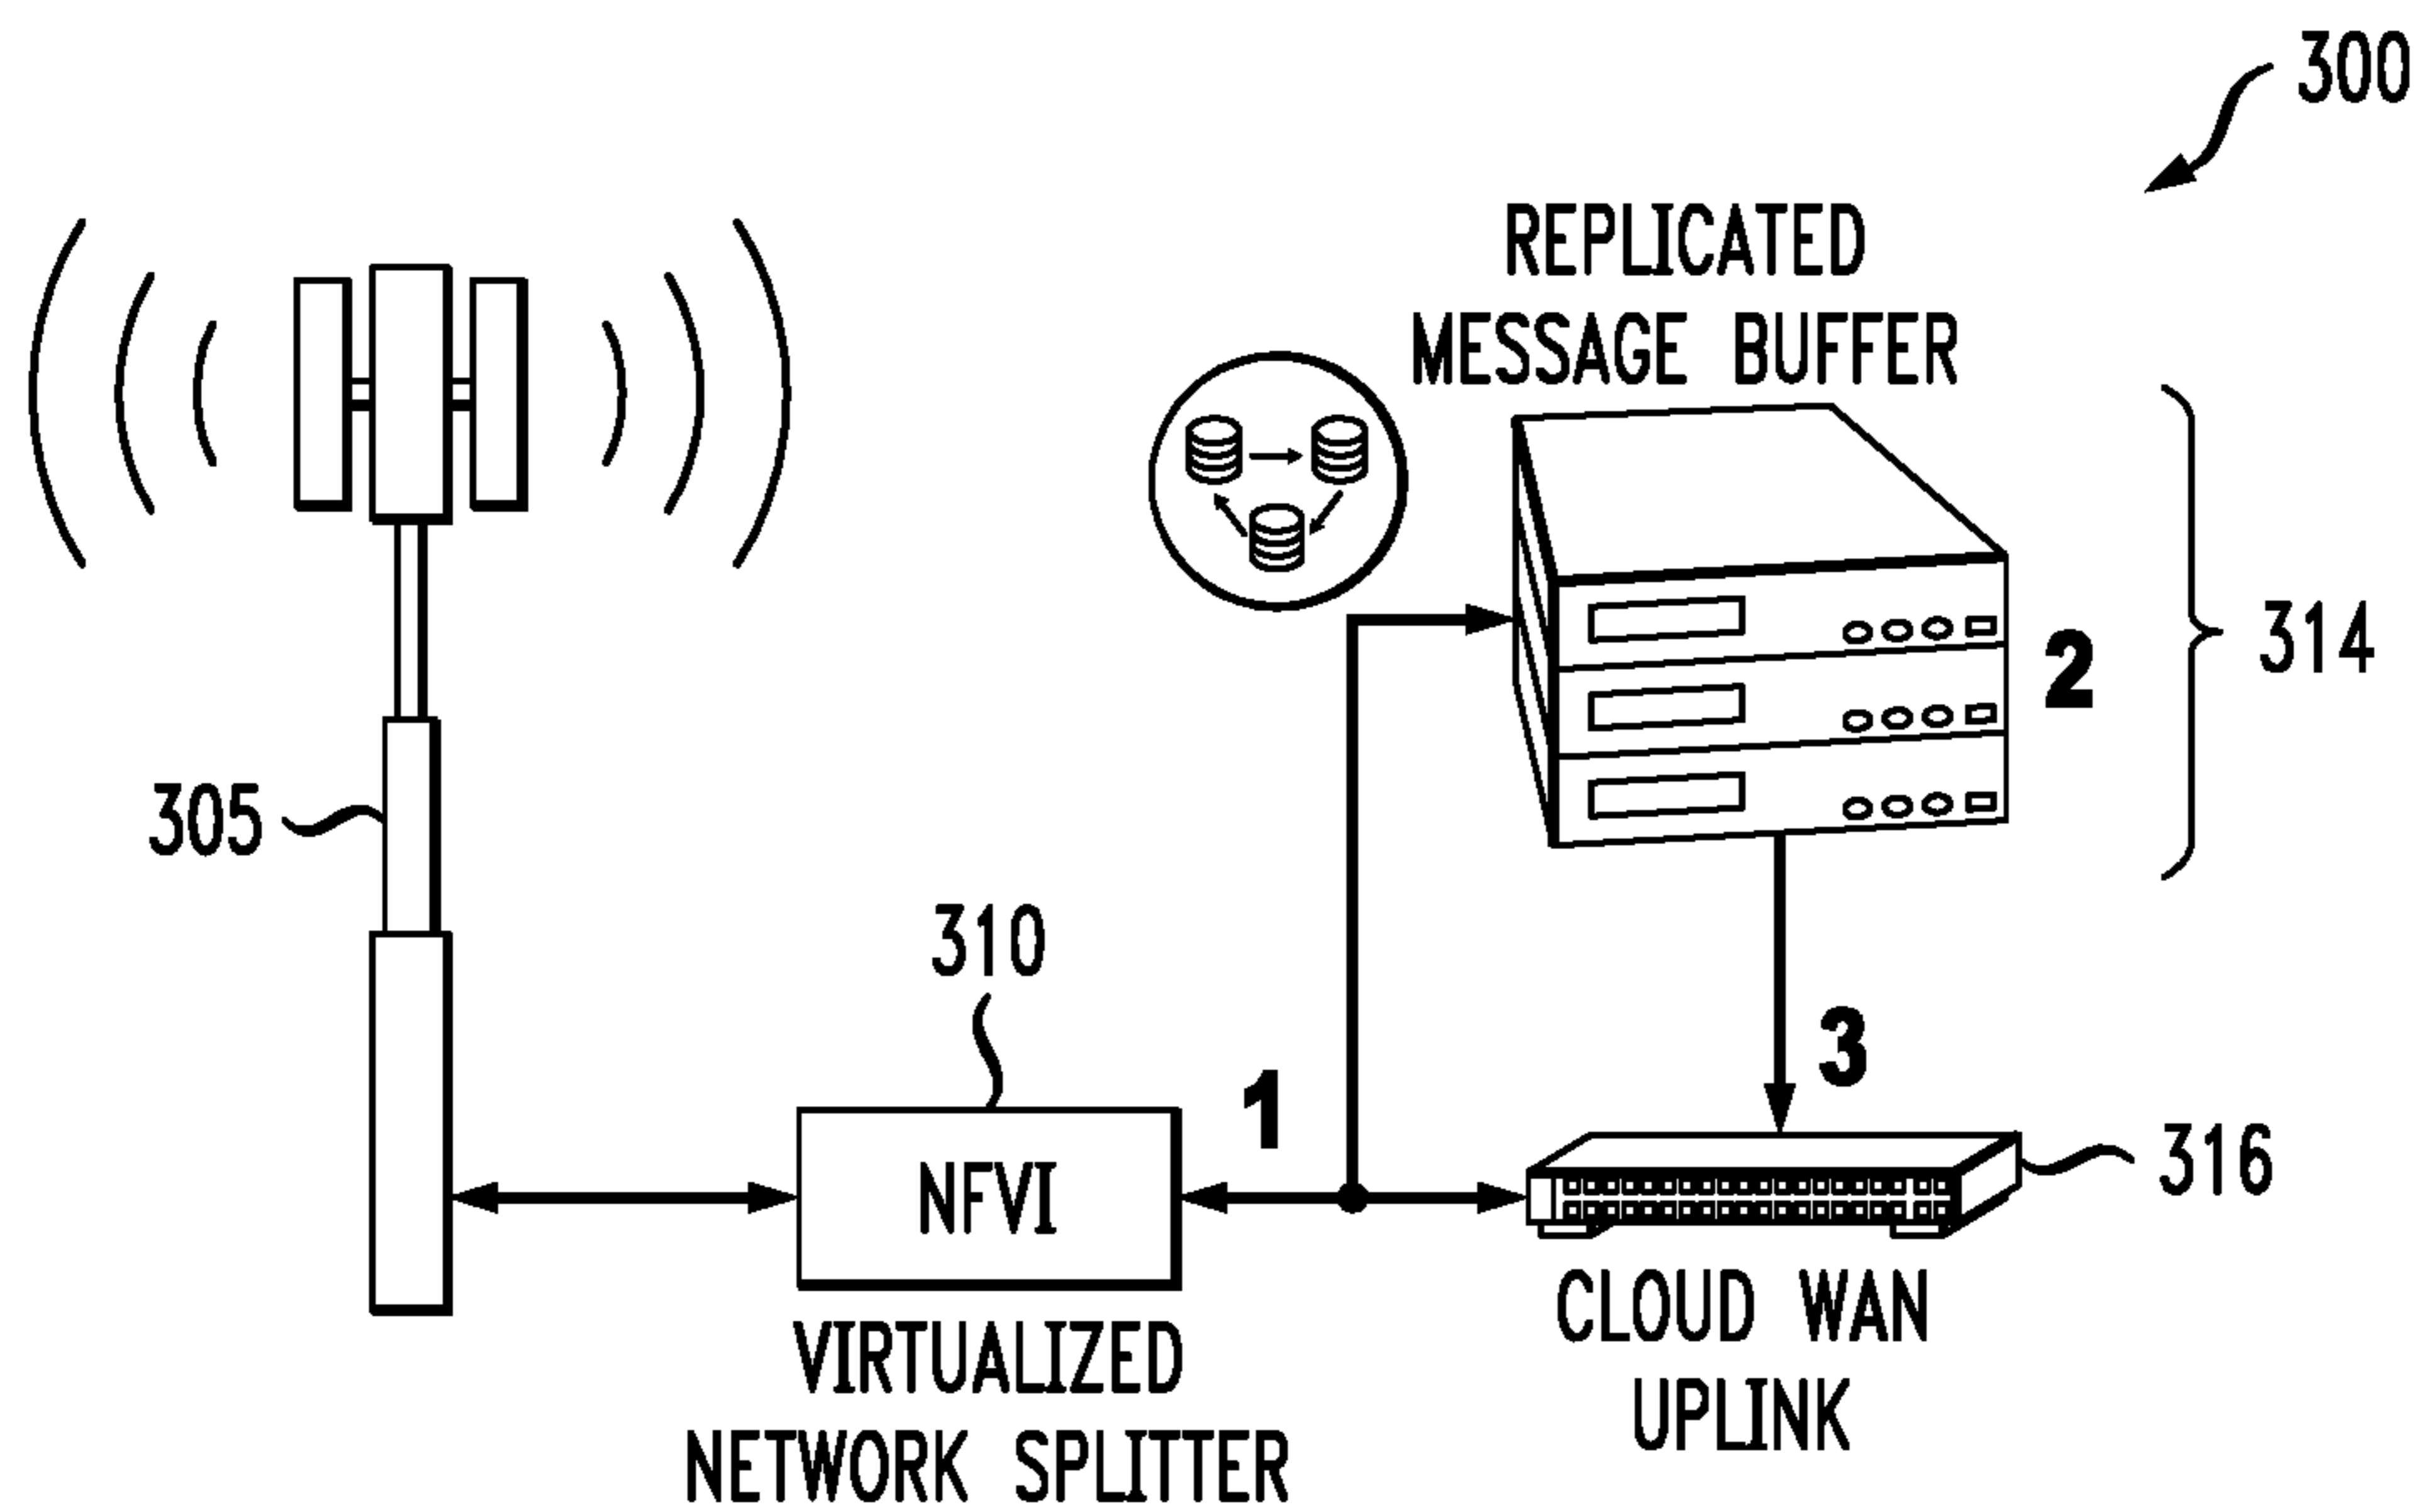 300
REPLICATED
MESSAGE BUFFER
314
2
305
310
1
3
316
NFVI
VIRTUALIZED
NETWORK SPLITTER
CLOUD WAN
UPLINK